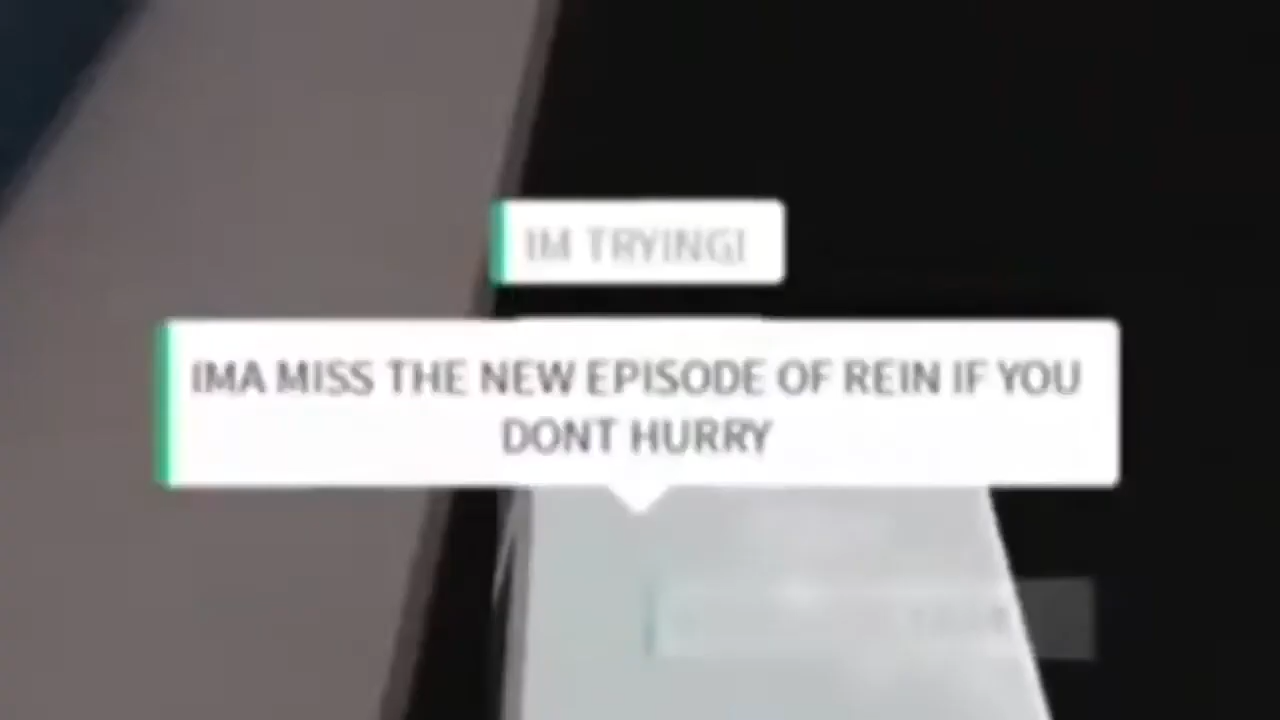 IM TRYING!
IMA MISS THE NEW EPISODE OF REIN IF YOU
DONT HURRY